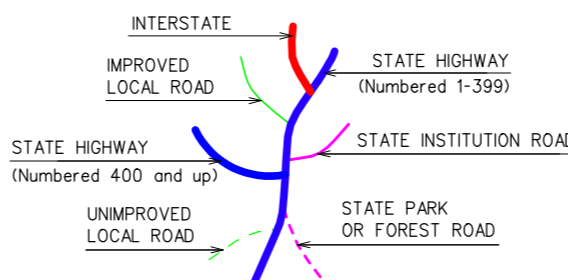 INTERSTATE
STATE HIGHWAY
(Numbered 1-399)
IMPROVED
LOCAL ROAD
STATE INSTITUTION ROAD
STATE HIGHWAY
(Numbered 400 and up)
UNIMPROVED
LOCAL ROAD
STATE PARK
OR FOREST ROAD